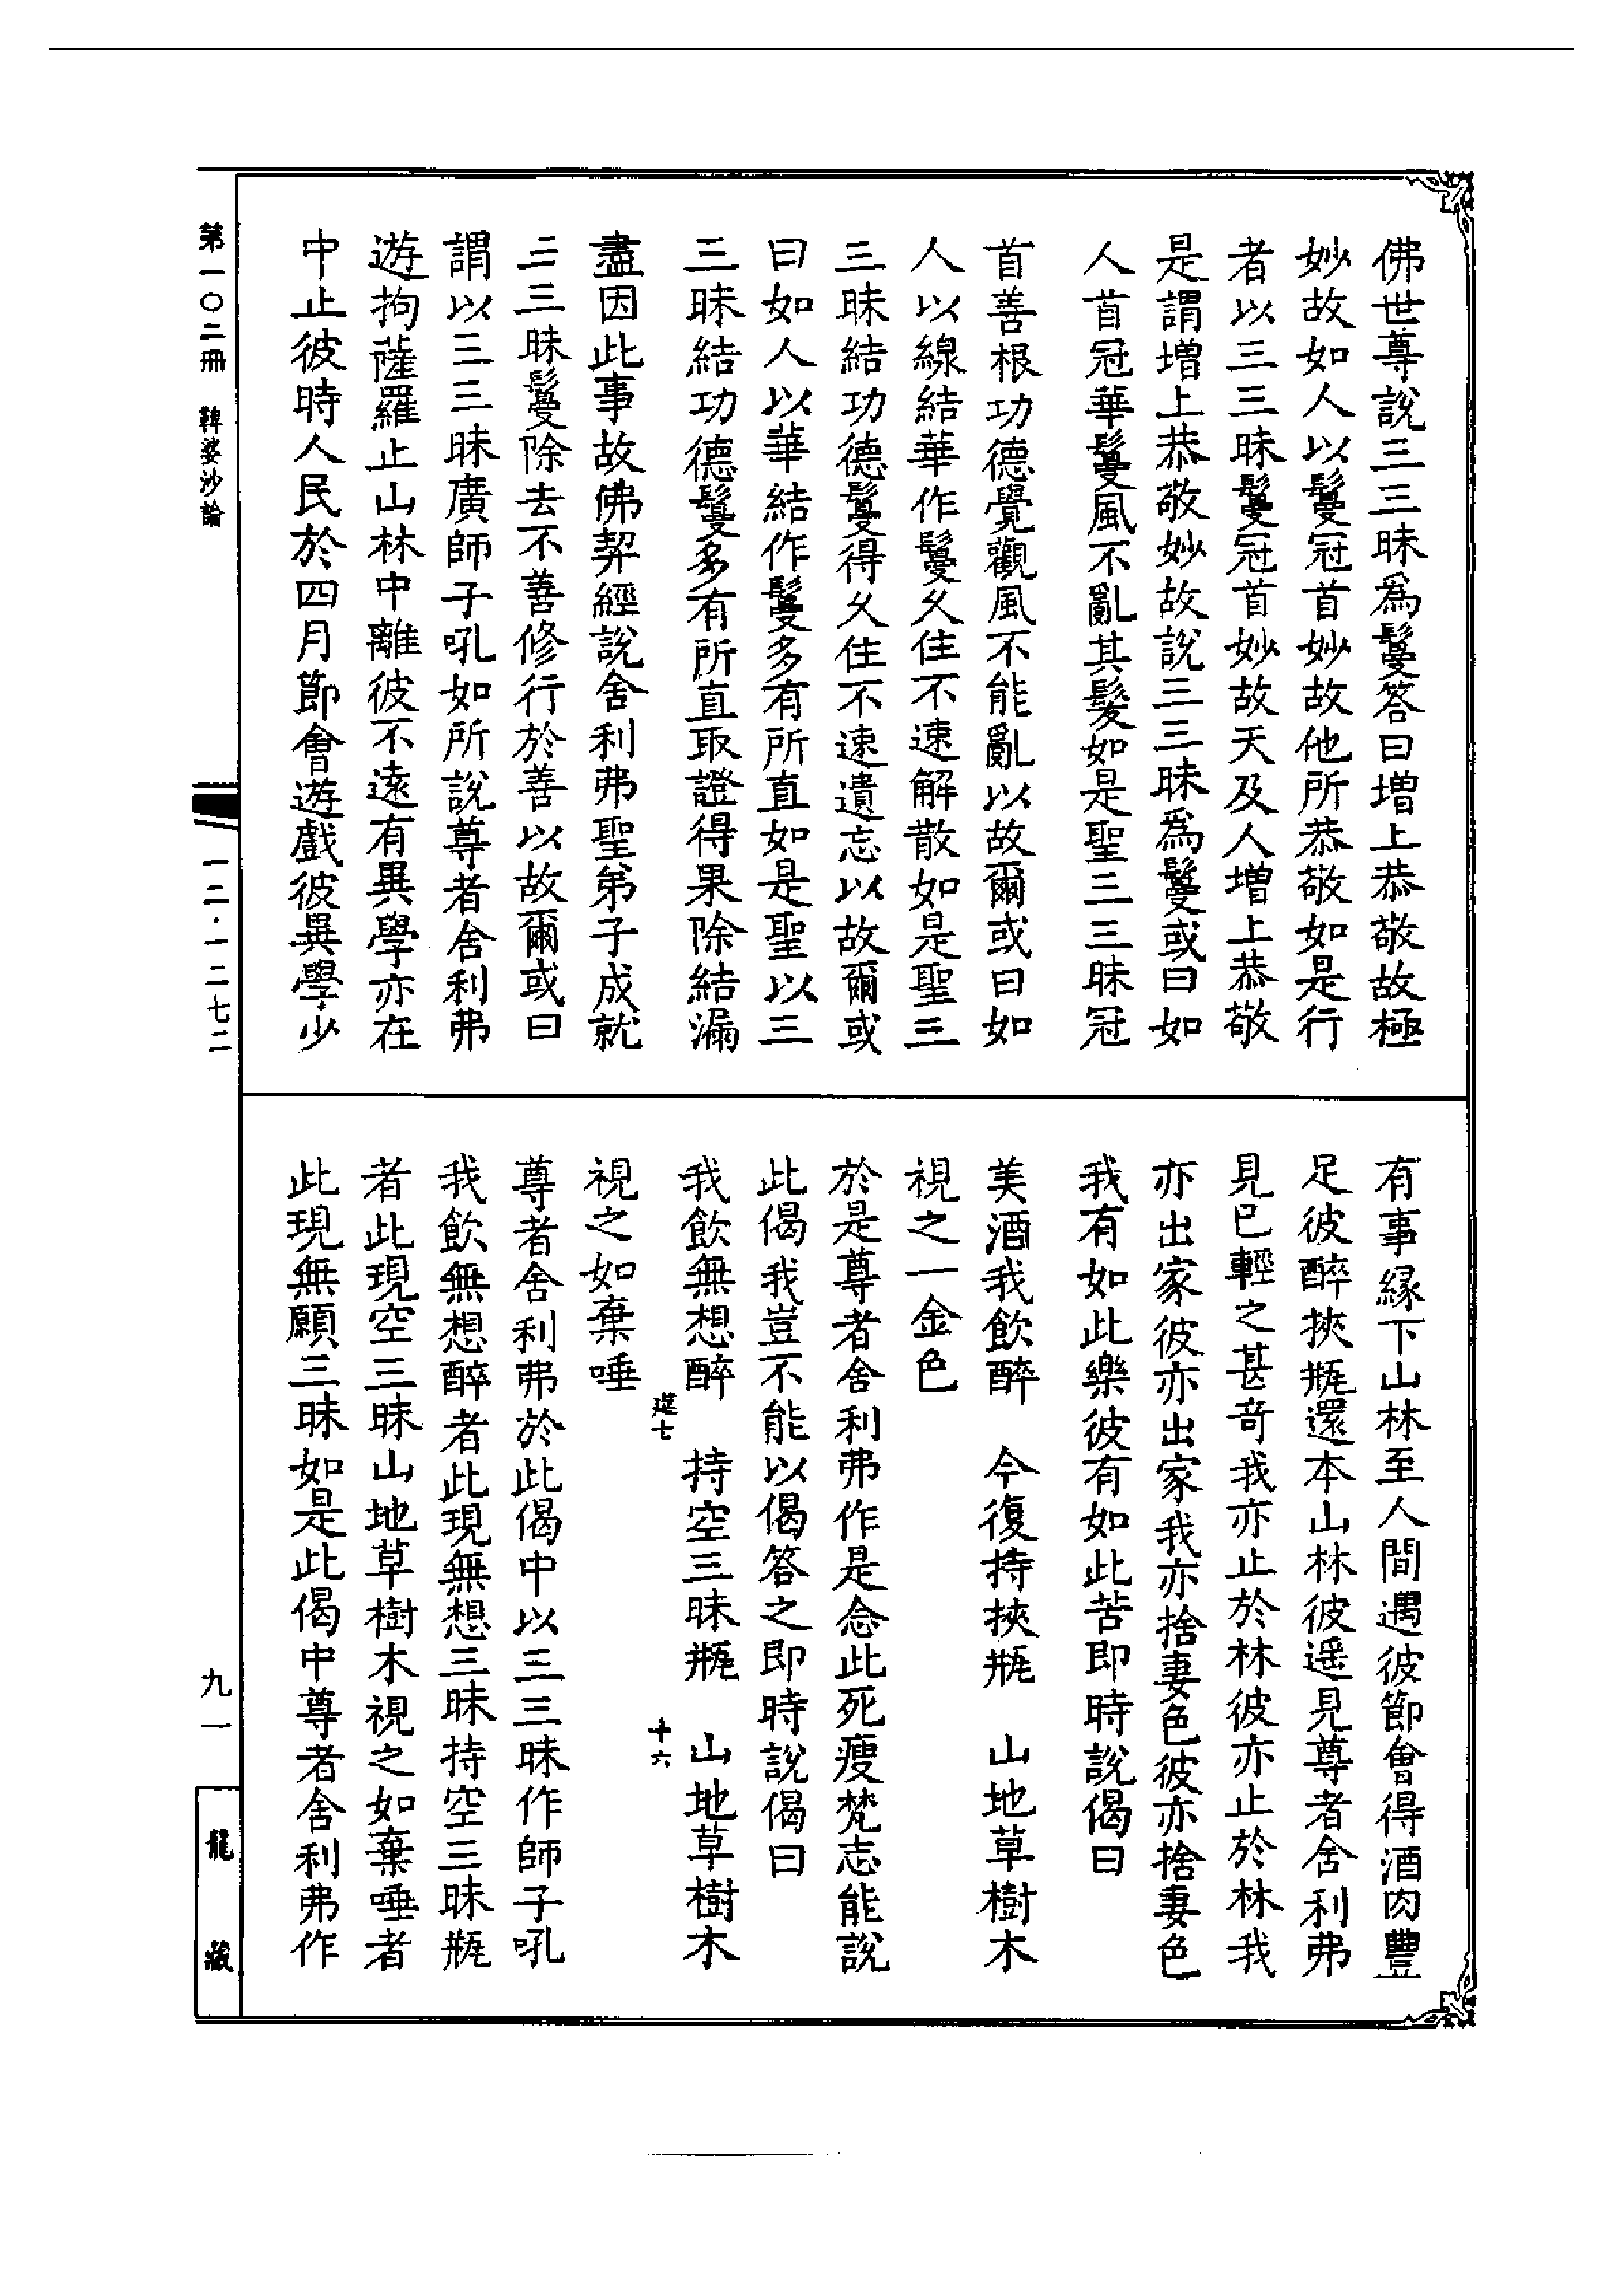 佛世尊說三三昧爲鬘答曰增上恭敬故極
妙故如人以鬘冠首妙故他所恭敬如是行
者以三三昧鬘冠首妙故天及人增上恭敬
是謂增上恭敬妙故說三三昧爲鬘或曰如
人首冠華鬘風不亂其髮如是聖三三昧冠
首善根功德覺觀風不能亂以故爾或曰如
人以線結華作鬘久住不速解散如是聖三
三昧結功德鬘得久住不速遺忘以故爾或
曰如人以華結作鬘多有所直如是聖以三
三昧結功德鬘多有所直取證得果除結漏
盡因此事故佛契經說舍利弗聖弟子成就
三三昧鬘除去不善修行於善以故爾或曰
謂以三三昧廣師子吼如所說尊者舍利弗
遊拘薩羅止山林中離彼不遠有異學亦在
中止彼時人民於四月節會遊戲彼異學少
有事緣下山林至人間遇彼節會得酒肉豐
足彼醉挾瓶還本山林彼遥見尊者舍利弗
見已輕之甚奇我亦止於林彼亦止於林我
亦出家彼亦出家我亦捨妻色彼亦捨妻色
我有如此樂彼有如此苦即時說偈曰
美酒我飲醉　今復持挾瓶　山地草樹木
視之一金色
於是尊者舍利弗作是念此死瘦梵志能說
此偈我豈不能以偈答之即時說偈曰
我飲無想醉　持空三昧瓶　山地草樹木
視之如棄唾
尊者舍利弗於此偈中以三三昧作師子吼
我飲無想醉者此現無想三昧持空三昧瓶
者此現空三昧山地草樹木視之如棄唾者
此現無願三昧如是此偈中尊者舍利弗作
十六
第一〇二冊　鞞婆沙論
一二·一二七二
九一
龍藏